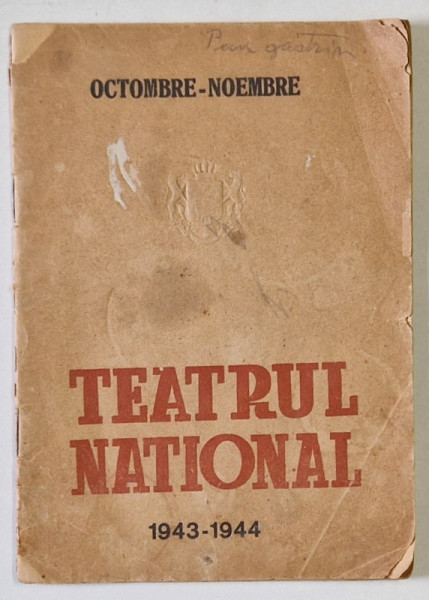 OCTOMBRE-NOEMBRE
TEATRUL
NATIONAL
1943-1944